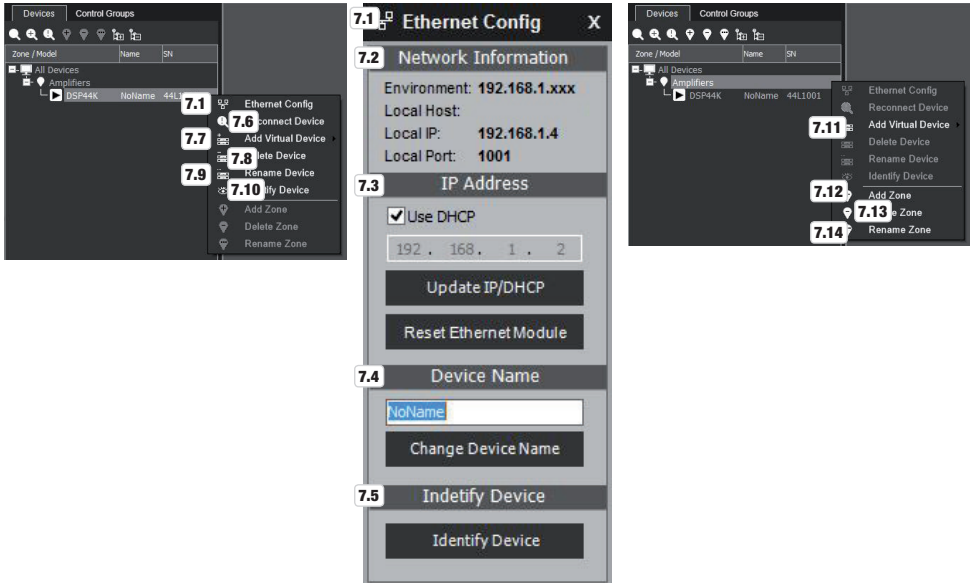 Devices Control Groups
Zone / Model Name SN
All Devices
Amplifiers
DSP44K NoName
7.1 Ethernet Config
7.6 Device
7.7 Add Virtual Device
7.8 Device
7.9 Rename Device
7.10 Device
Add Zone
Delete Zone
Rename Zone
7.1 Ethernet Config X
7.2 Network Information
Environment: 192.168.1.xxx
Local Host:
Local IP: 192.168.1.4
Local Port: 1001
7.3 IP Address
Use DHCP
192 . 168 . 1 . 2
Update IP/DHCP
Reset Ethernet Module
7.4 Device Name
NoName
Change Device Name
7.5 Indetify Device
Identify Device
Devices Control Groups
Zone / Model Name SN
All Devices
Amplifiers
DSP44K NoName 44L1001
Ethernet Config
Reconnect Device
7.11 Add Virtual Device
Delete Device
Rename Device
Identify Device
7.12 Add Zone
7.13 Zone
7.14 Rename Zone